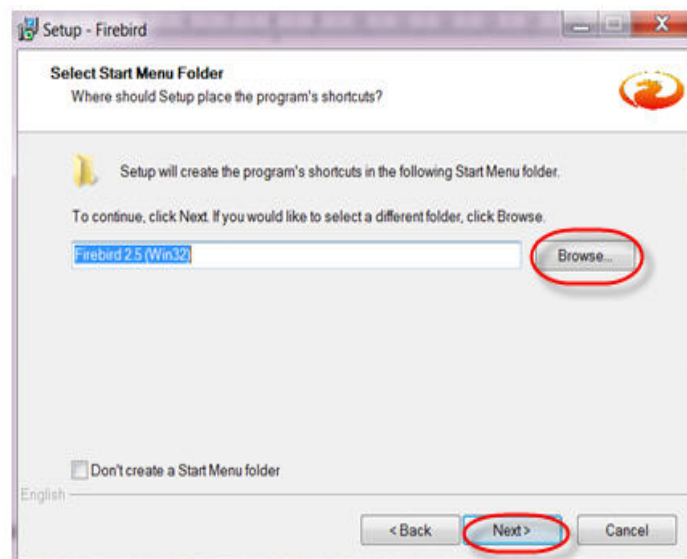 Setup - Firebird
Select Start Menu Folder
Where should Setup place the program's shortcuts?
Setup will create the program's shortcuts in the following Start Menu folder.
To continue, click Next. If you would like to select a different folder, click Browse.
Firebird 2.5 (Win32)
Browse...
Don't create a Start Menu folder
English
< Back
Next >
Cancel